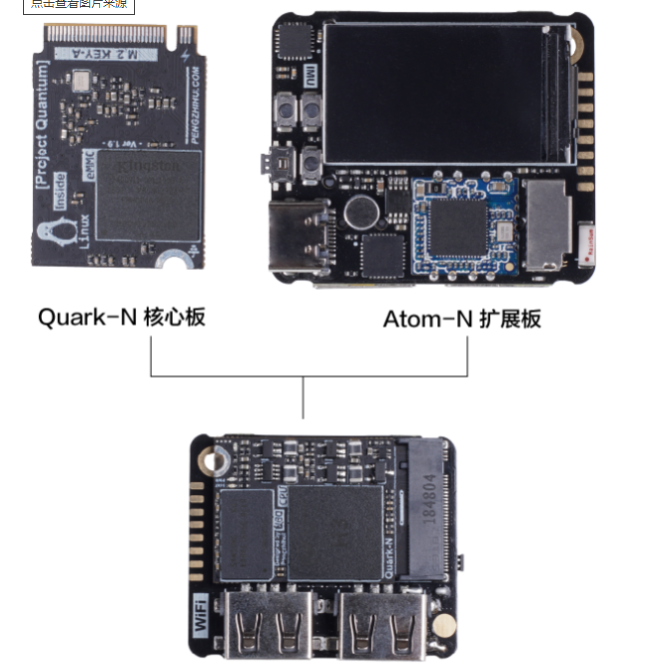 点击查看图片来源
M.2 KEY-A
[Project Quantum]
- Ver 1.9 -
PENGZHIHUI.COM
eMMC
Inside
Linux
IMU
Quark-N 核心板
Atom-N 扩展板
CPU
184804
Quark-N
WiFi